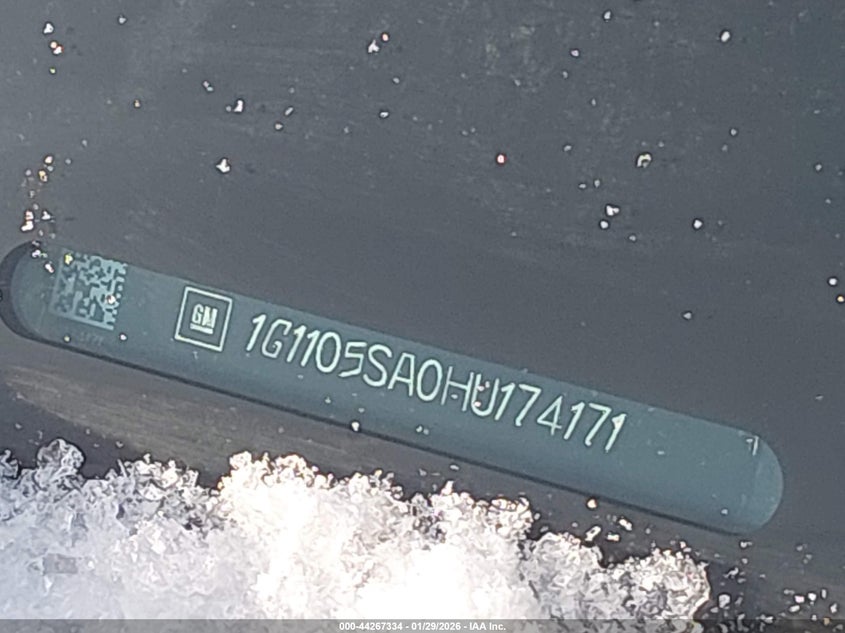 GM 1G1105SA0HU174171
000-44267334 - 01/29/2026 - IAA Inc.